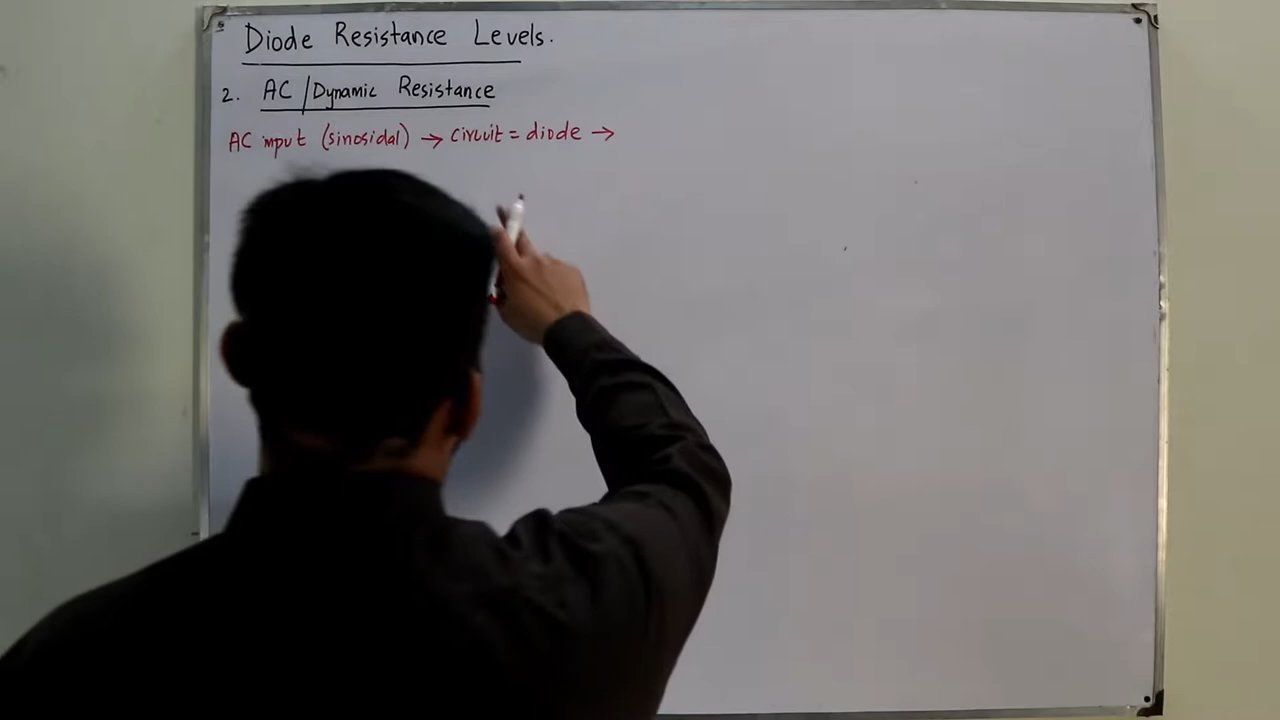 Diode Resistance Levels.
2. AC /Dynamic Resistance
AC input (sinosidal) → circuit = diode →